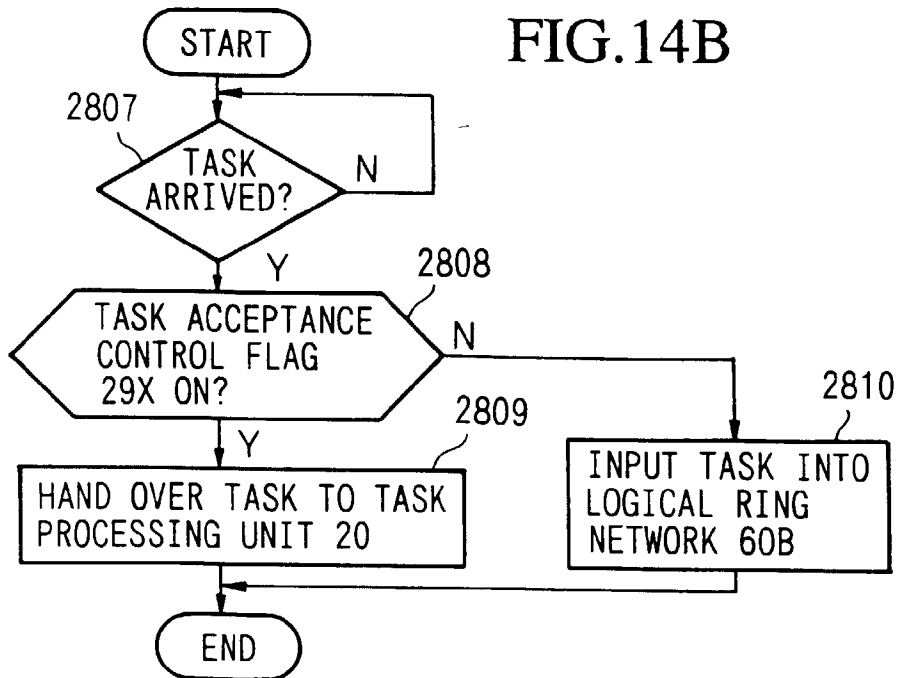 START
FIG.14B
2807
TASK
ARRIVED?
N
Y
2808
TASK ACCEPTANCE
CONTROL FLAG
29X ON?
N
Y
2809
HAND OVER TASK TO TASK
PROCESSING UNIT 20
2810
INPUT TASK INTO
LOGICAL RING
NETWORK 60B
END